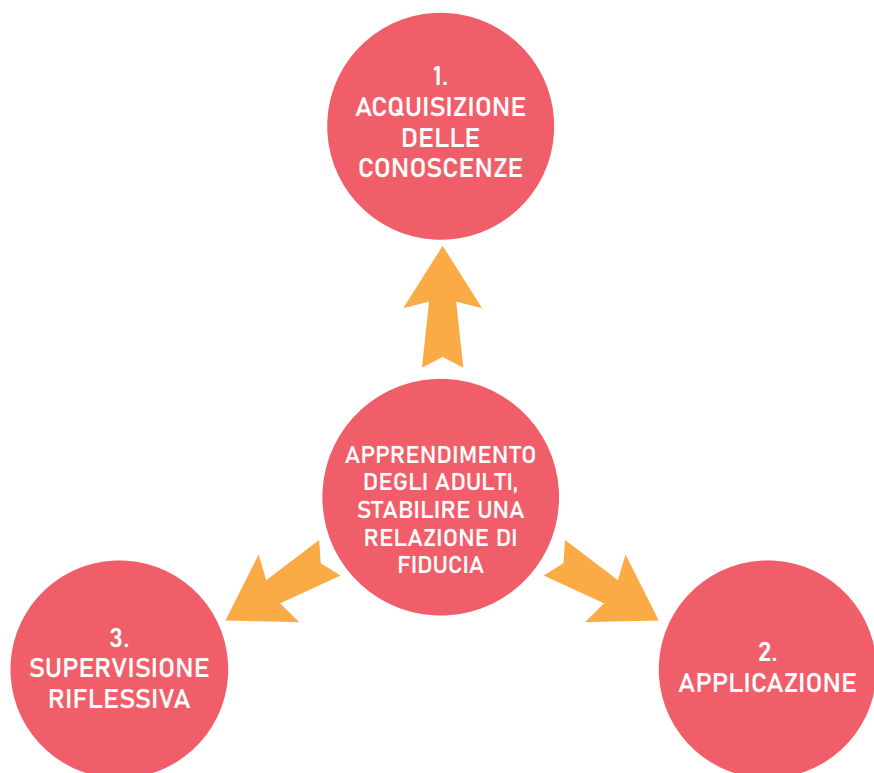 1.
ACQUISIZIONE
DELLE
CONOSCENZE
APPRENDIMENTO
DEGLI ADULTI,
STABILIRE UNA
RELAZIONE DI
FIDUCIA
2.
APPLICAZIONE
3.
SUPERVISIONE
RIFLESSIVA